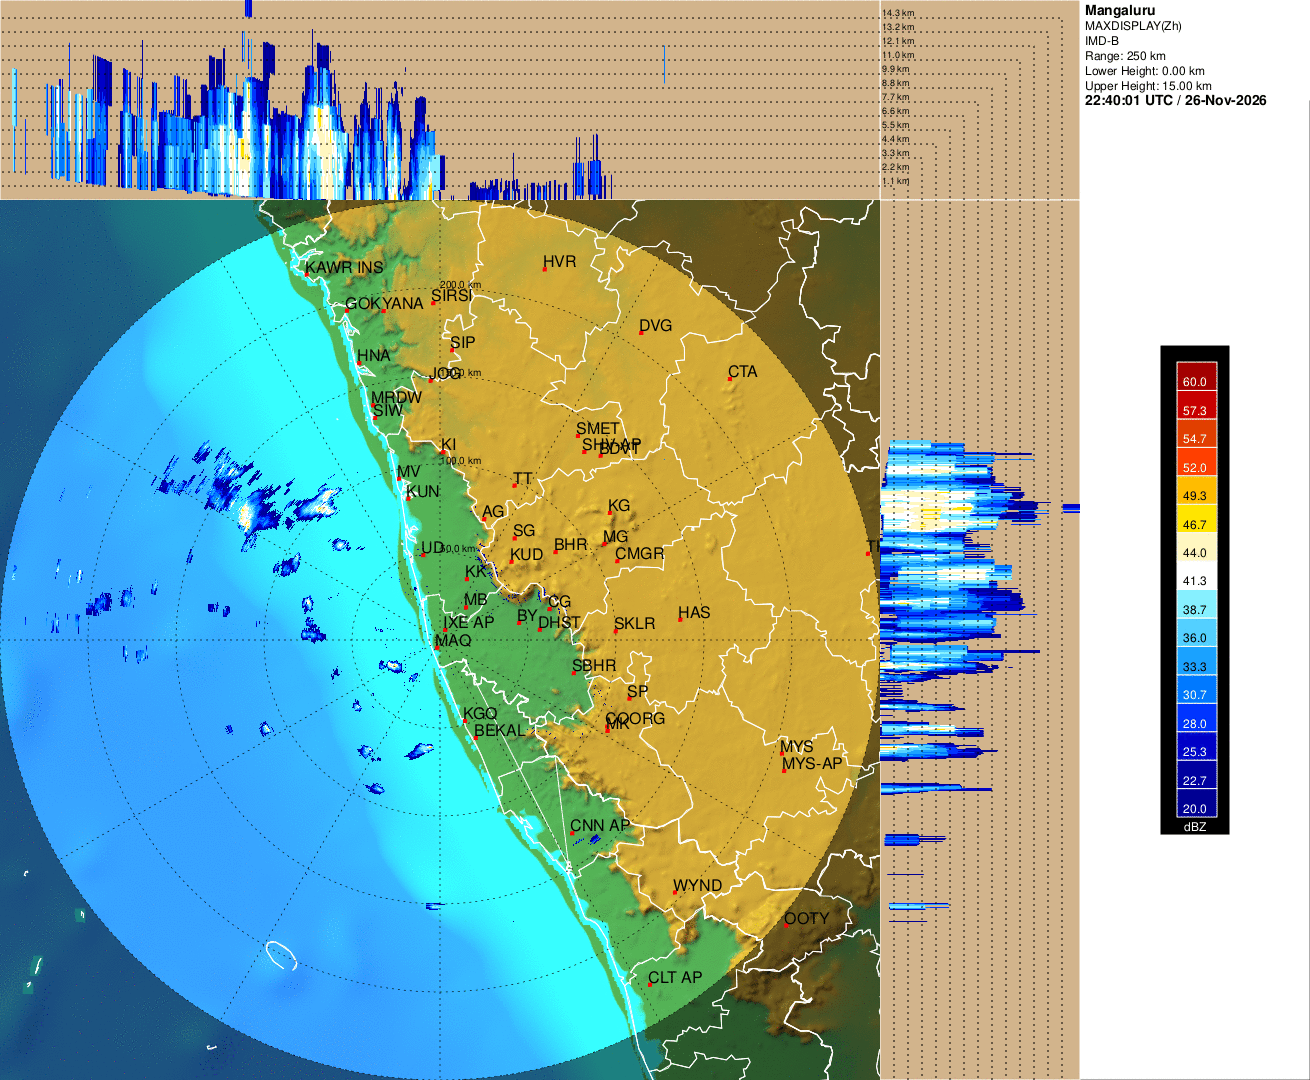 Mangaluru
MAXDISPLAY(Zh)
IMD-B
Range: 250 km
Lower Height: 0.00 km
Upper Height: 15.00 km
22:40:01 UTC / 26-Nov-2026
14.3 km
13.2 km
12.1 km
11.0 km
9.9 km
8.8 km
7.7 km
6.6 km
5.5 km
4.4 km
3.3 km
2.2 km
1.1 km
HVR
KAWR INS
200.0 km
SIRSI
GOKYANA
DVG
SIP
HNA
CTA
JOG
MRDW
SIW
SMET
KI
SHV-AP
BDVT
100.0 km
MV
TT
KUN
KG
AG
SG
MG
BHR
UD
50.0 km
KUD
CMGR
KK
MB
CG
HAS
IXE AP
BY
DHST
SKLR
MAQ
SBHR
SP
KGQ
COORG
MK
BEKAL
MYS
MYS-AP
CNN AP
WYND
OOTY
CLT AP
60.0
57.3
54.7
52.0
49.3
46.7
44.0
41.3
38.7
36.0
33.3
30.7
28.0
25.3
22.7
20.0
dBZ